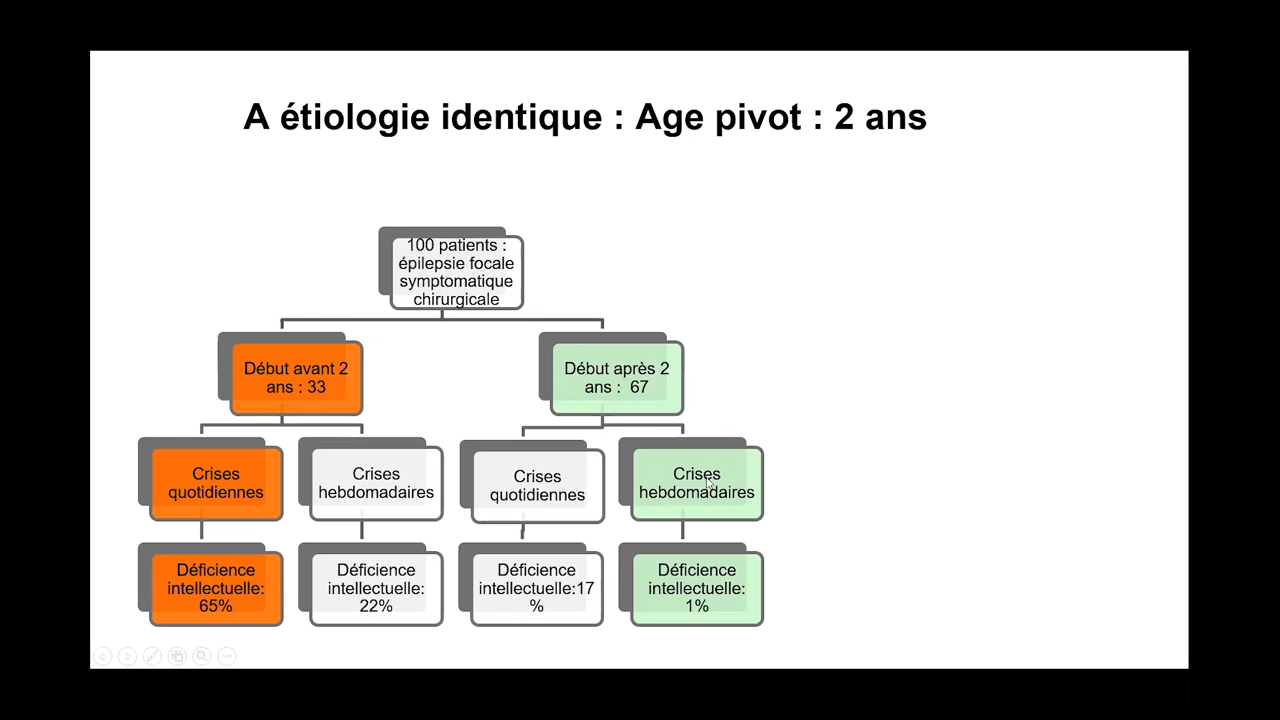 A étiologie identique : Age pivot : 2 ans
100 patients :
épilepsie focale
symptomatique
chirurgicale
Début avant 2
ans : 33
Début après 2
ans :  67
Crises
quotidiennes
Crises
hebdomadaires
Crises
quotidiennes
Crises
hebdomadaires
Déficience
intellectuelle:
65%
Déficience
intellectuelle:
22%
Déficience
intellectuelle:17
%
Déficience
intellectuelle:
1%